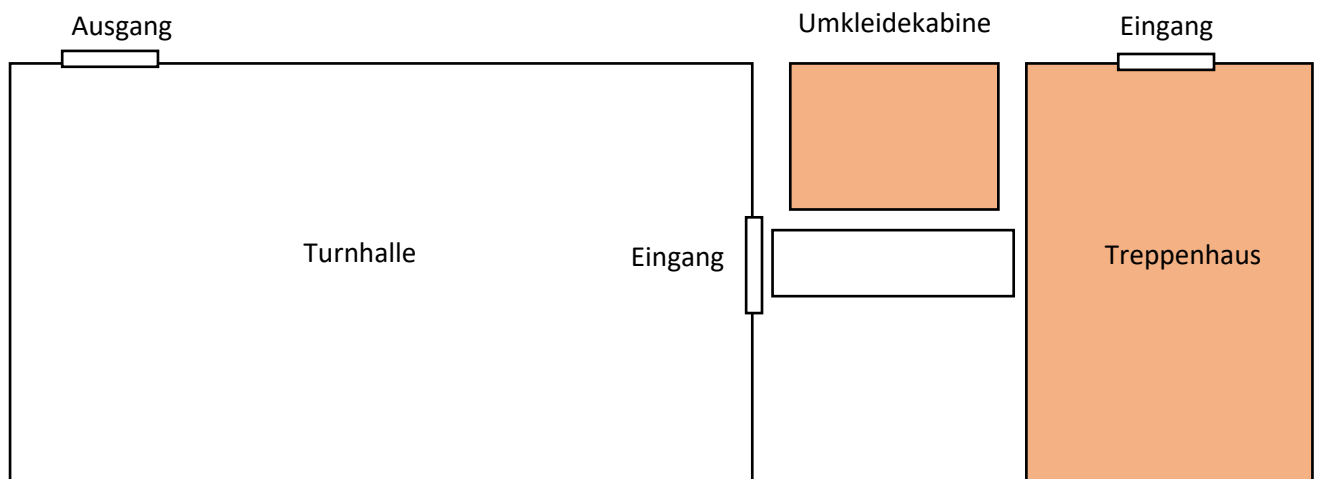 Ausgang
Umkleidekabine
Eingang
Turnhalle
Eingang
Treppenhaus